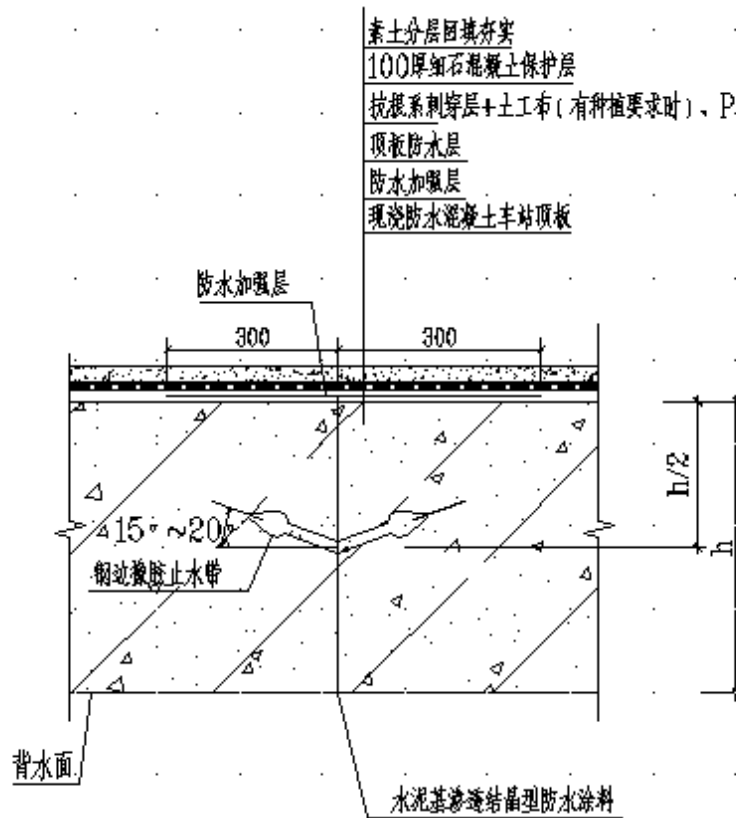 素土分层回填夯实
100厚细石混凝土保护层
抗根系刺穿层+土工布(有种植要求时)、P
顶板防水层
防水加强层
现浇防水混凝土车站顶板
防水加强层
300
300
h/2
h
15°~20°
钢边橡胶止水带
背水面
水泥基渗透结晶型防水涂料